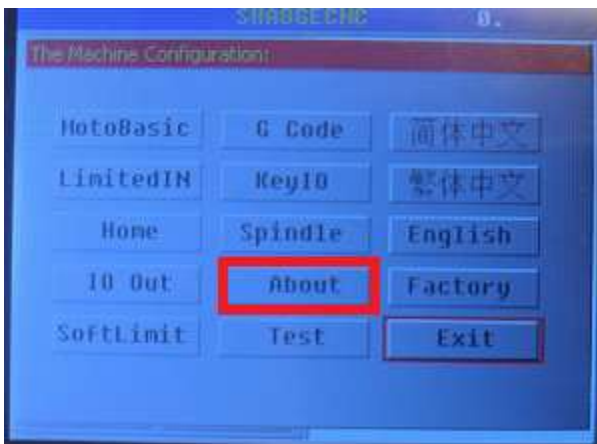 0.
The Machine Configuration:
MotoBasic G Code 简体中文
LimitedIN KeyIO 繁体中文
Home Spindle English
IO Out About Factory
SoftLimit Test Exit